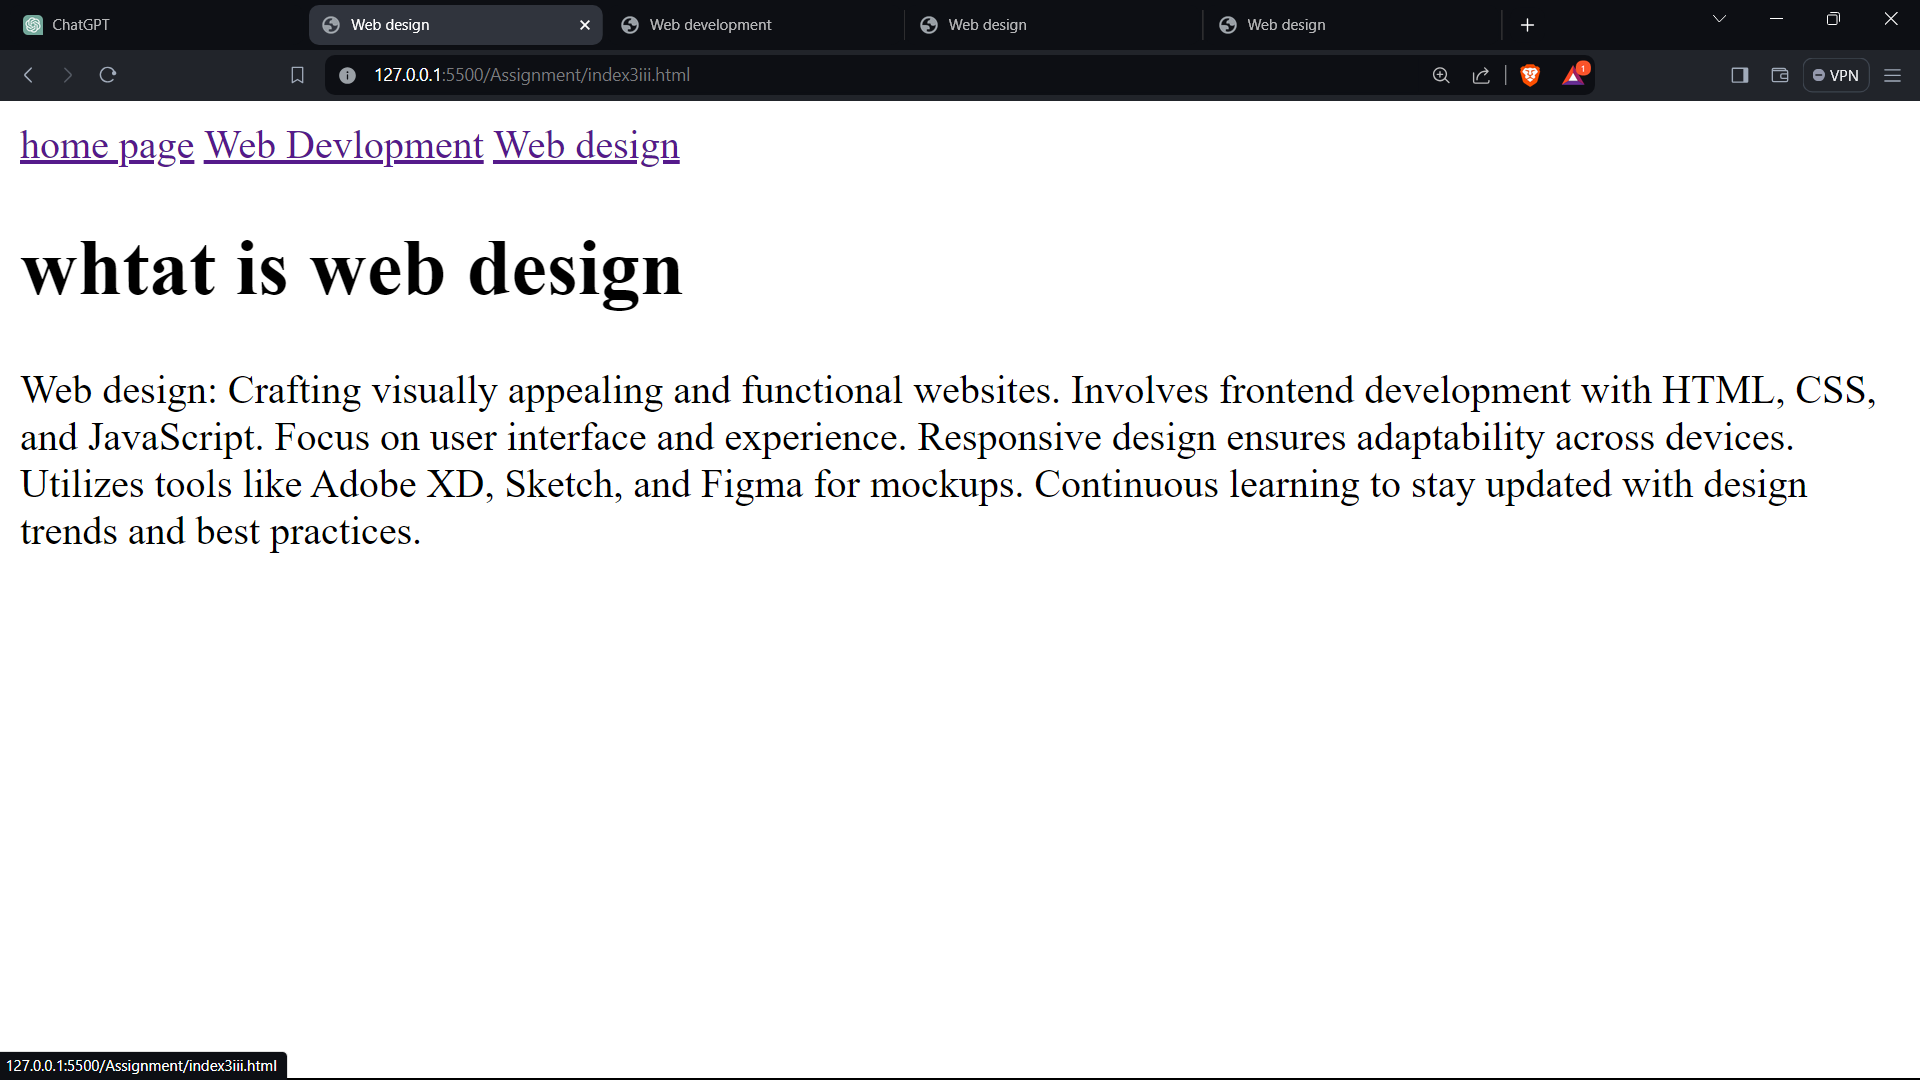 ChatGPT
Web design
Web development
Web design
Web design
127.0.0.1:5500/Assignment/index3iii.html
1
VPN
home page Web Devlopment Web design
whtat is web design
Web design: Crafting visually appealing and functional websites. Involves frontend development with HTML, CSS,
and JavaScript. Focus on user interface and experience. Responsive design ensures adaptability across devices.
Utilizes tools like Adobe XD, Sketch, and Figma for mockups. Continuous learning to stay updated with design
trends and best practices.
127.0.0.1:5500/Assignment/index3iii.html